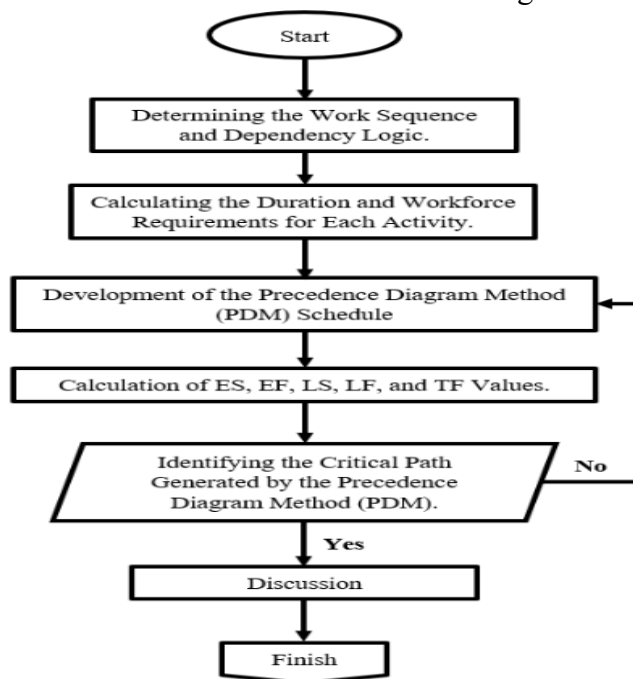 Start
Determining the Work Sequence
and Dependency Logic.
Calculating the Duration and Workforce
Requirements for Each Activity.
Development of the Precedence Diagram Method
(PDM) Schedule
Calculation of ES, EF, LS, LF, and TF Values.
Identifying the Critical Path
Generated by the Precedence
Diagram Method (PDM).
No
Yes
Discussion
Finish